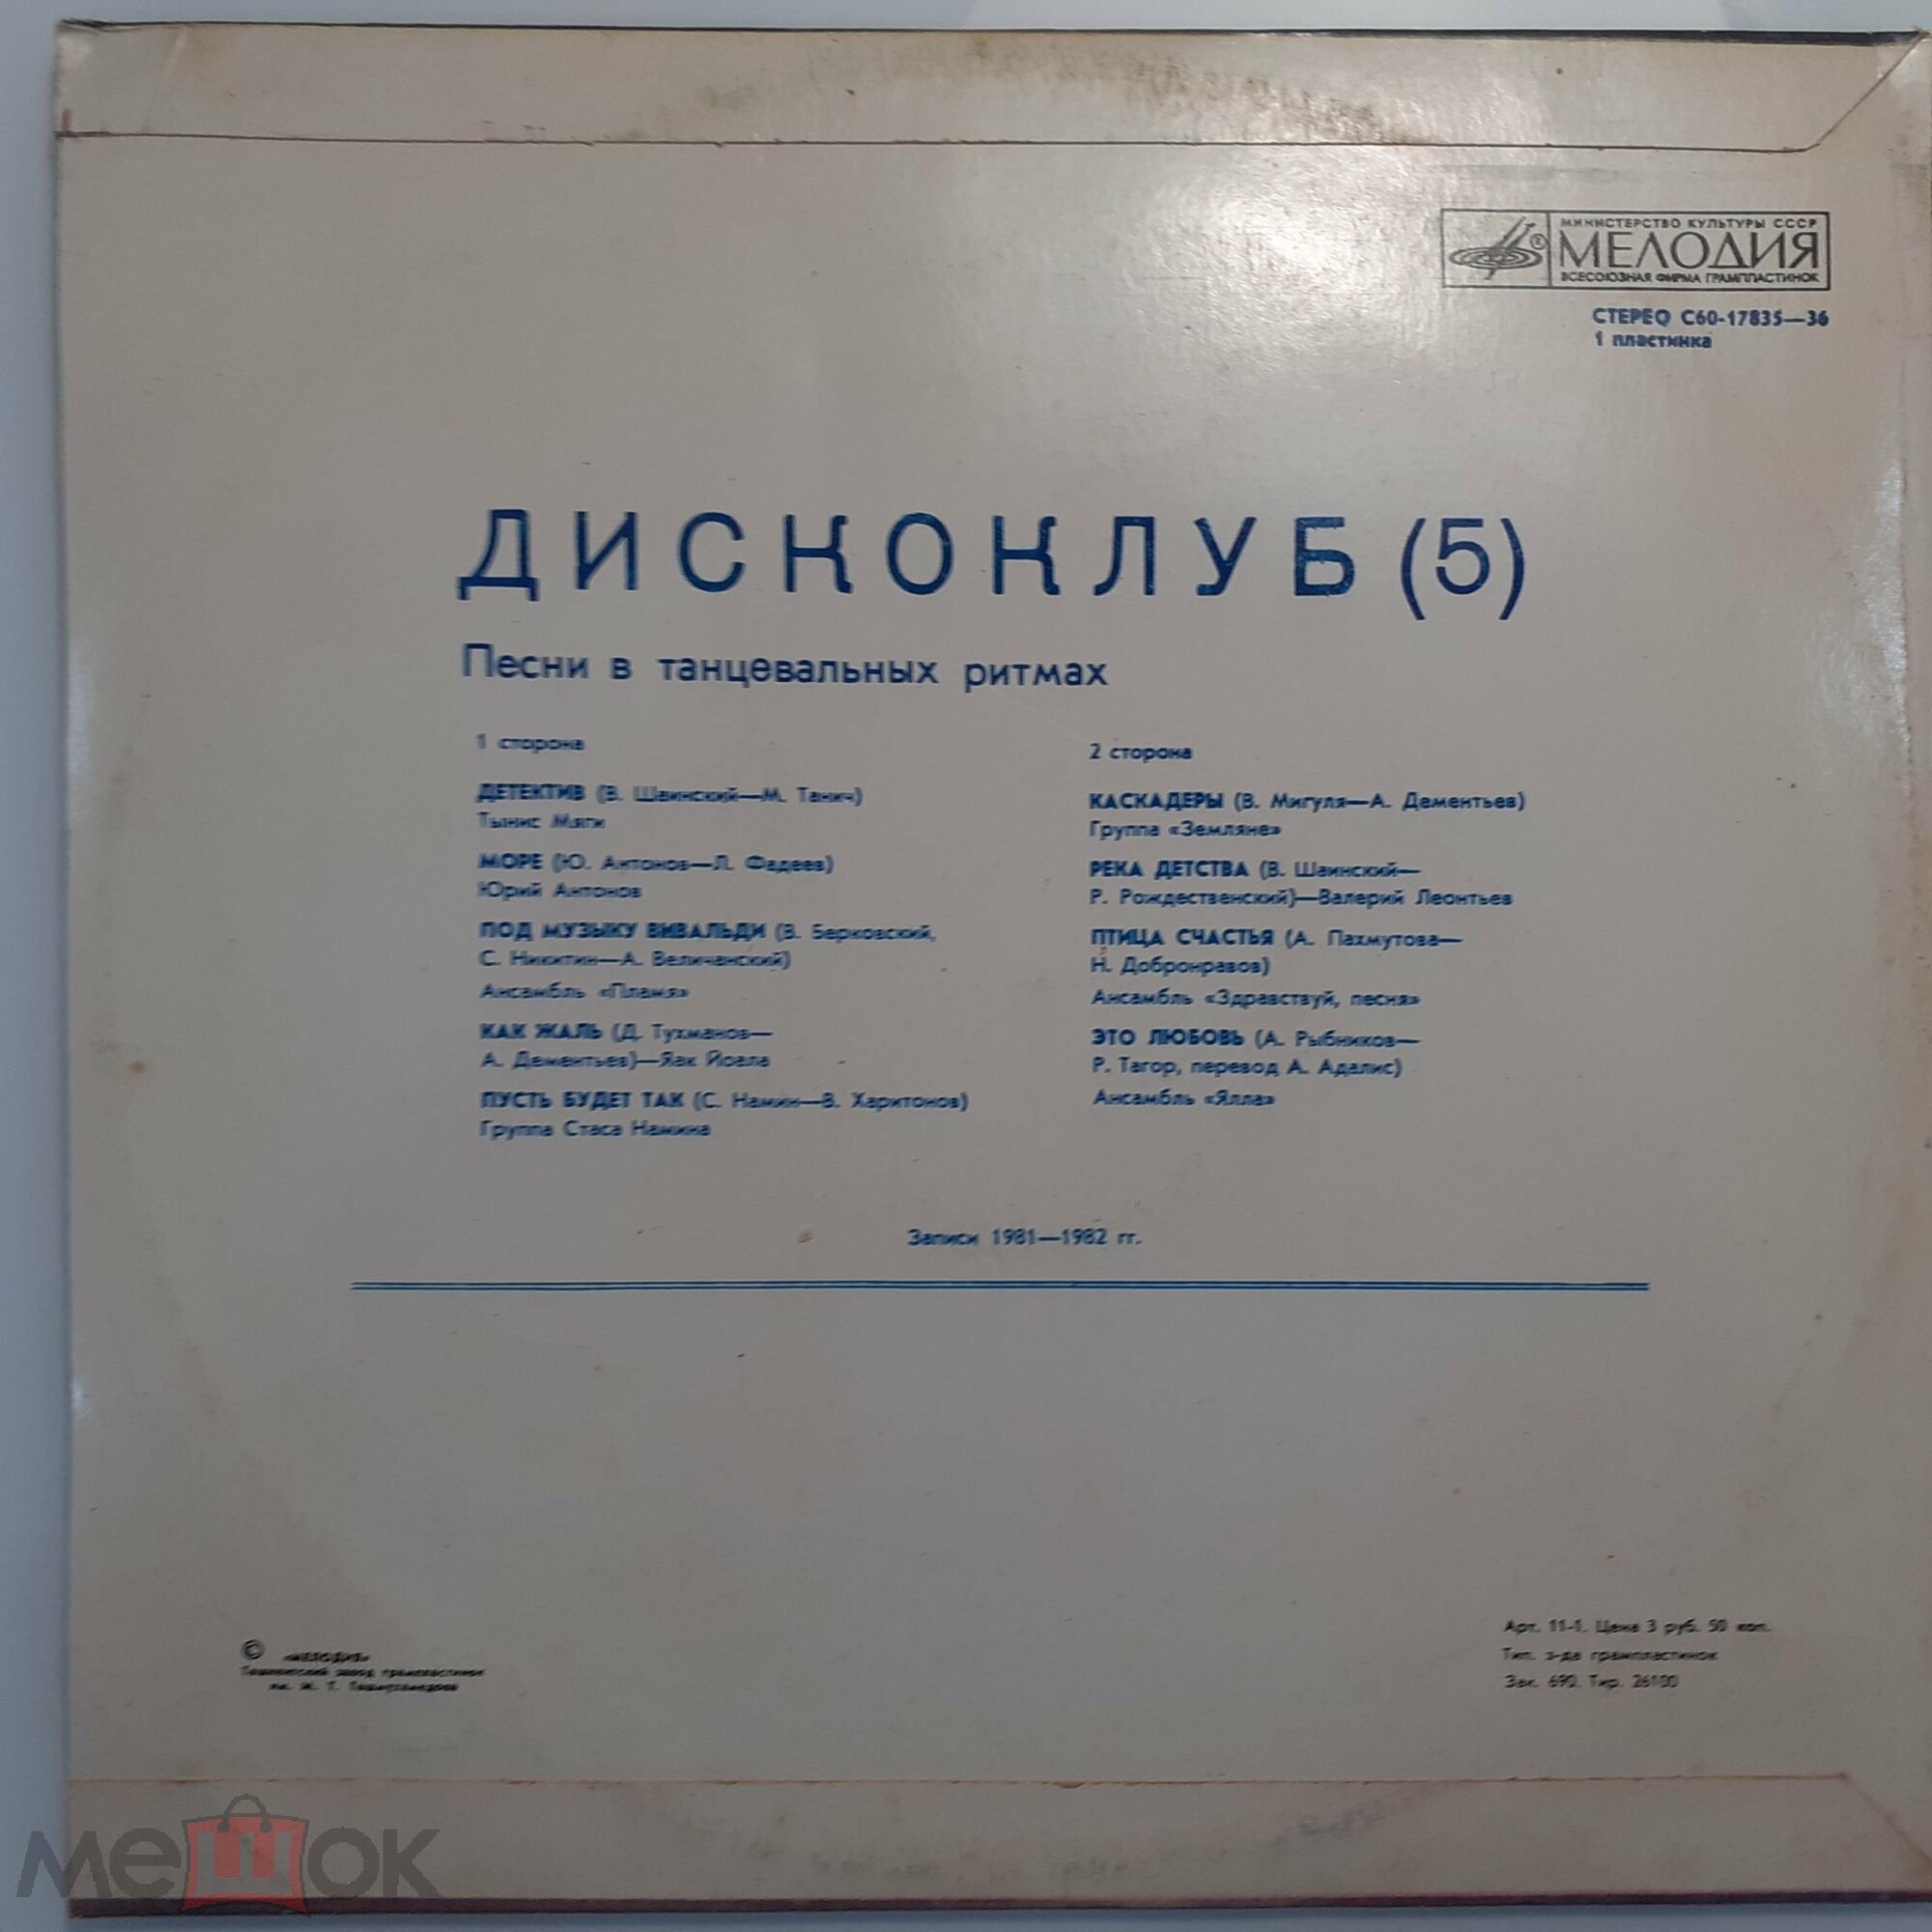 МИНИСТЕРСТВО КУЛЬТУРЫ СССР
МЕЛОДИЯ
ВСЕСОЮЗНАЯ ФИРМА ГРАМПЛАСТИНОК
СТЕРЕО С60-17835—36
1 пластинка
ДИСКОКЛУБ (5)
Песни в танцевальных ритмах
1 сторона
ДЕТЕКТИВ (В. Шаинский—М. Танич)
Тынис Мяги
МОРЕ (Ю. Антонов—Л. Фадеев)
Юрий Антонов
ПОД МУЗЫКУ ВИВАЛЬДИ (В. Берковский,
С. Никитин—А. Величанский)
Ансамбль «Пламя»
КАК ЖАЛЬ (Д. Тухманов—
А. Дементьев)—Яак Йоала
ПУСТЬ БУДЕТ ТАК (С. Намин—В. Харитонов)
Группа Стаса Намина
2 сторона
КАСКАДЕРЫ (В. Мигуля—А. Дементьев)
Группа «Земляне»
РЕКА ДЕТСТВА (В. Шаинский—
Р. Рождественский)—Валерий Леонтьев
ПТИЦА СЧАСТЬЯ (А. Пахмутова—
Н. Добронравов)
Ансамбль «Здравствуй, песня»
ЭТО ЛЮБОВЬ (А. Рыбников—
Р. Тагор, перевод А. Адалис)
Ансамбль «Ялла»
Записи 1981—1982 гг.
© «МЕЛОДИЯ»
Ташкентский завод грампластинок
им. М. Т. Ташмухамедова
Арт. 11-1. Цена 3 руб. 50 коп.
Тип. з-да грампластинок
Зак. 690. Тир. 26100
мешок